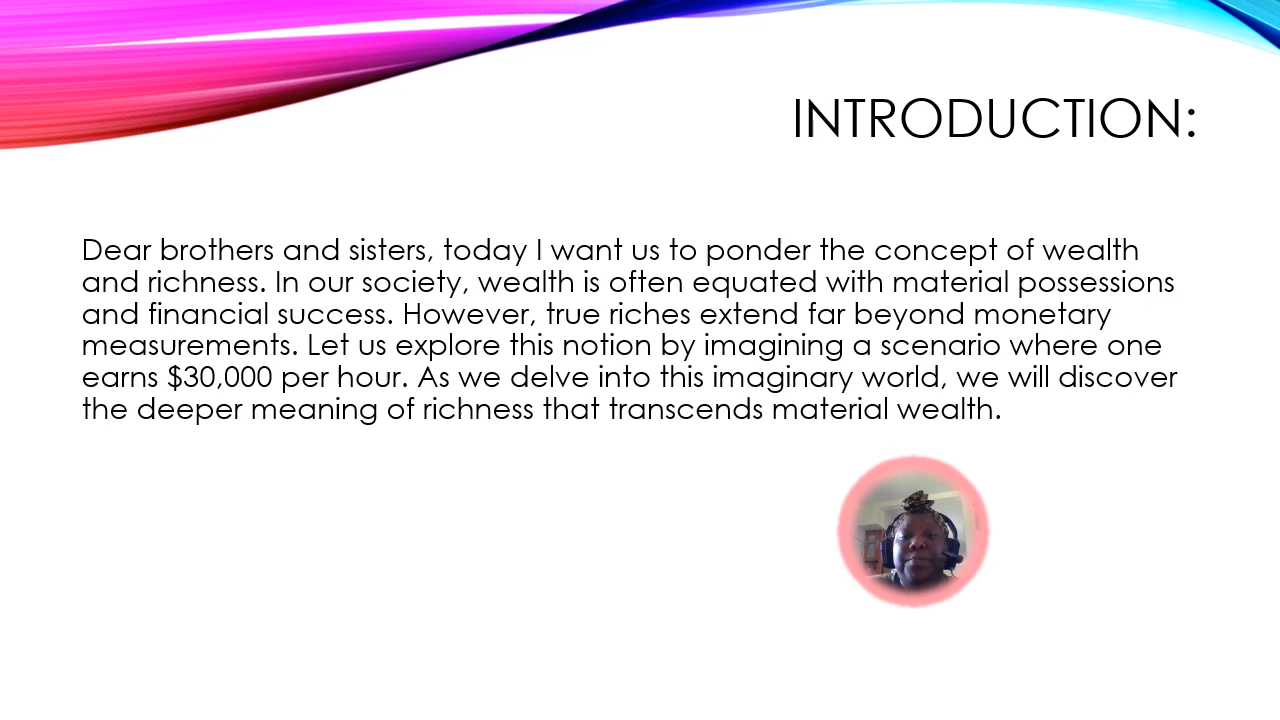 INTRODUCTION:
Dear brothers and sisters, today I want us to ponder the concept of wealth
and richness. In our society, wealth is often equated with material possessions
and financial success. However, true riches extend far beyond monetary
measurements. Let us explore this notion by imagining a scenario where one
earns $30,000 per hour. As we delve into this imaginary world, we will discover
the deeper meaning of richness that transcends material wealth.